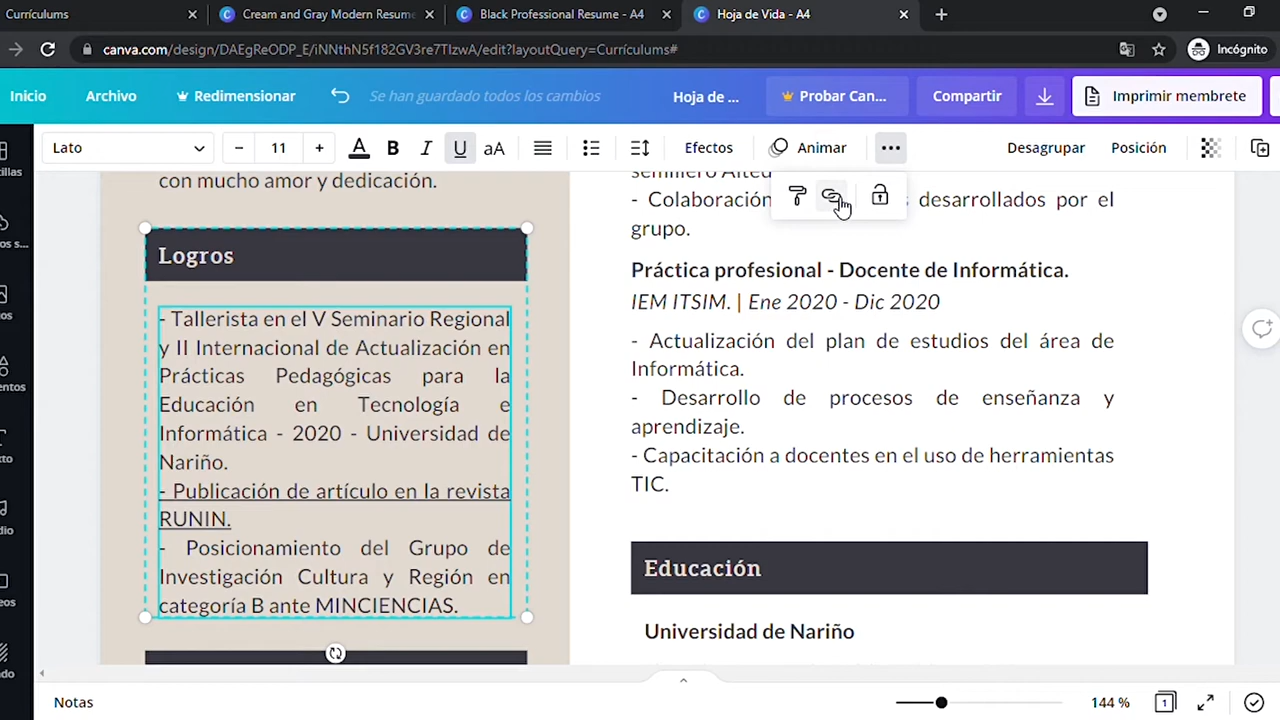 Currículums
Cream and Gray Modern Resume
Black Professional Resume - A4
Hoja de Vida - A4
canva.com/design/DAEgReODP_E/iNNthN5f182GV3re7TIzwA/edit?layoutQuery=Currículums#
Incógnito
Inicio
Archivo
Redimensionar
Se han guardado todos los cambios
Hoja de ...
Probar Can...
Compartir
Imprimir membrete
Lato
– 11 +
A B I U aA
Efectos
Animar
Desagrupar
Posición
con mucho amor y dedicación.
Logros
- Tallerista en el V Seminario Regional
y II Internacional de Actualización en
Prácticas Pedagógicas para la
Educación en Tecnología e
Informática - 2020 - Universidad de
Nariño.
- Publicación de artículo en la revista
RUNIN.
- Posicionamiento del Grupo de
Investigación Cultura y Región en
categoría B ante MINCIENCIAS.
- Colaboración
desarrollados por el
grupo.
Práctica profesional - Docente de Informática.
IEM ITSIM. | Ene 2020 - Dic 2020
- Actualización del plan de estudios del área de
Informática.
- Desarrollo de procesos de enseñanza y
aprendizaje.
- Capacitación a docentes en el uso de herramientas
TIC.
Educación
Universidad de Nariño
Notas
144 %
1